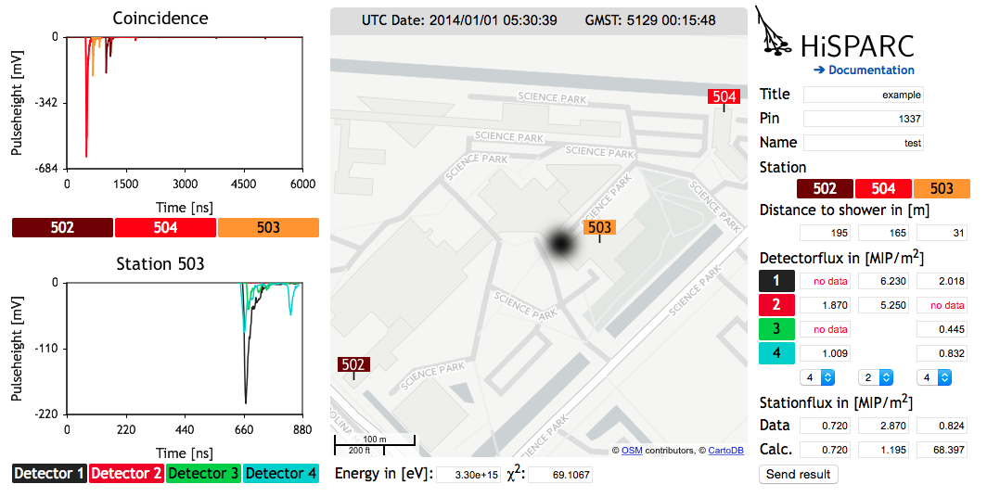 Coincidence
Pulseheight [mV]
0
-342
-684
0 1500 3000 4500 6000
Time [ns]
502 504 503
Station 503
Pulseheight [mV]
0
-110
-220
0 220 440 660 880
Time [ns]
Detector 1 Detector 2 Detector 3 Detector 4
UTC Date: 2014/01/01 05:30:39 GMST: 5129 00:15:48
SCIENCE PARK
504
SCIENCE PARK
SCIENCE PARK
SCIENCE PARK
SCIENCE PARK
SCIENCE PARK
503
SCIENCE PARK
SCIENCE PARK
502
SCIENCE PARK
SCIENCE PARK
100 m
200 ft
© OSM contributors, © CartoDB
Energy in [eV]: 3.30e+15 χ²: 69.1067
HiSPARC
➔ Documentation
Title example
Pin 1337
Name test
Station
502 504 503
Distance to shower in [m]
195 165 31
Detectorflux in [MIP/m²]
1 no data 6.230 2.018
2 1.870 5.250 no data
3 no data 0.445
4 1.009 0.832
4 2 4
Stationflux in [MIP/m²]
Data 0.720 2.870 0.824
Calc. 0.720 1.195 68.397
Send result